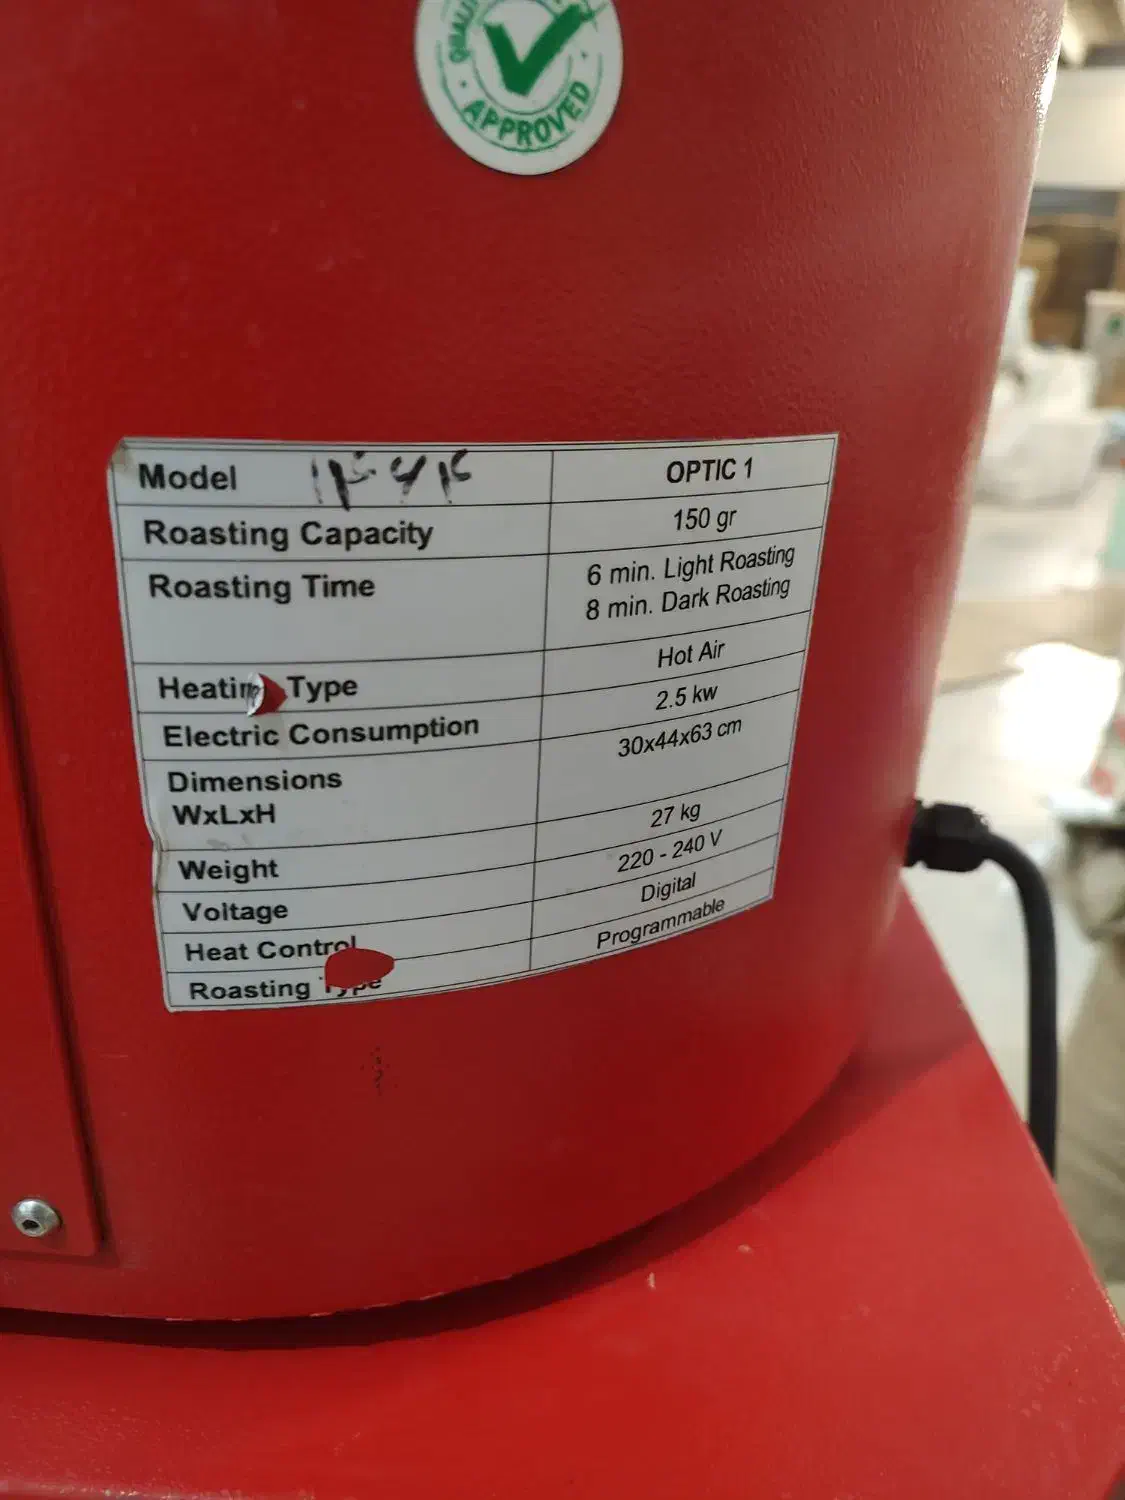 APPROVED
Model OPTIC 1
Roasting Capacity 150 gr
Roasting Time 6 min. Light Roasting
8 min. Dark Roasting
Heating Type Hot Air
Electric Consumption 2.5 kw
Dimensions 30x44x63 cm
WxLxH
Weight 27 kg
Voltage 220 - 240 V
Heat Control Digital
Roasting Type Programmable